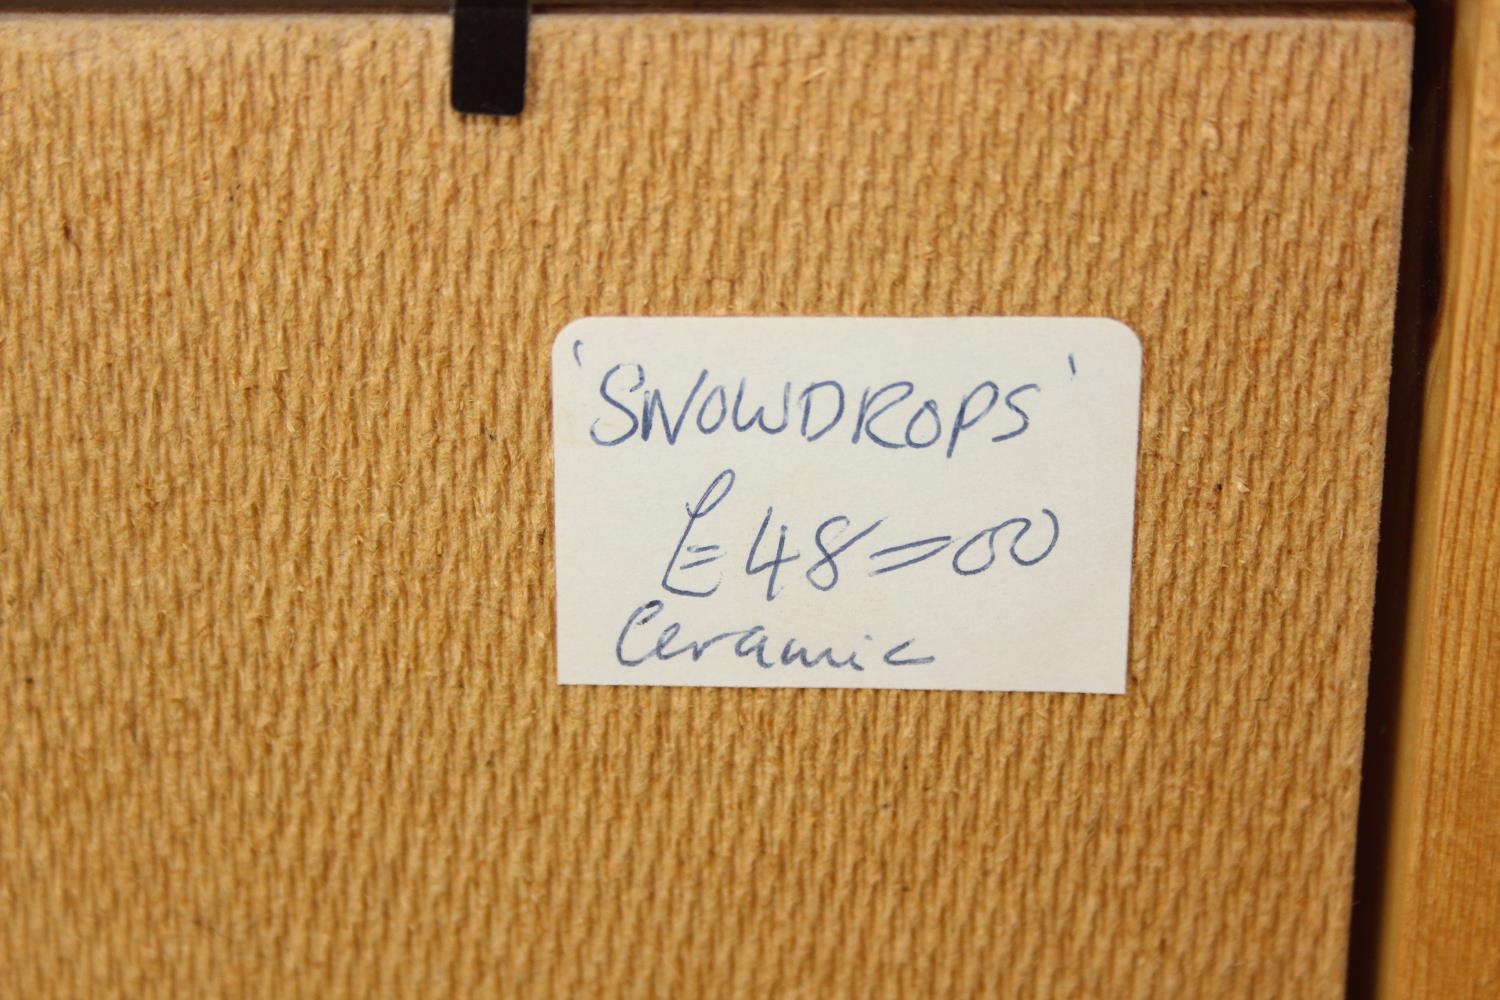 'SNOWDROPS'
£48=00
Ceramic